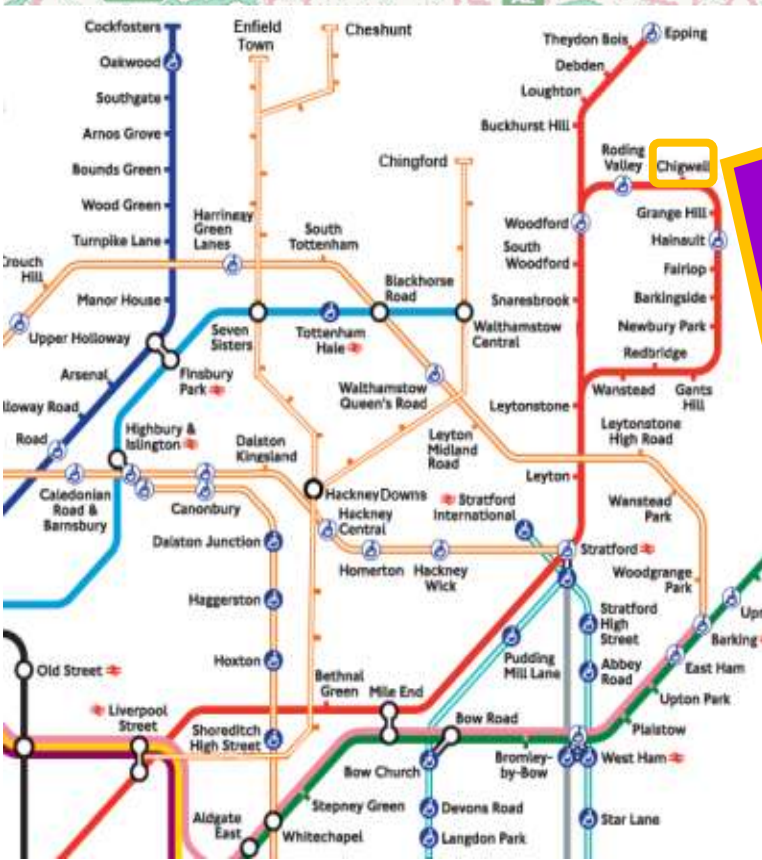 Cockfosters
Oakwood
Southgate
Arnos Grove
Bounds Green
Wood Green
Turnpike Lane
Manor House
Enfield
Town
Cheshunt
Chingford
Theydon Bois
Epping
Debden
Loughton
Buckhurst Hill
Roding
Valley
Chigwell
Grange Hill
Hainault
Fairlop
Barkingside
Newbury Park
Redbridge
Wanstead
Gants
Hill
Woodford
South
Woodford
Snaresbrook
Leytonstone
Leyton
Harringay
Green
Lanes
South
Tottenham
Crouch
Hill
Upper Holloway
Blackhorse
Road
Seven
Sisters
Tottenham
Hale
Walthamstow
Central
Finsbury
Park
Arsenal
lloway Road
Road
Walthamstow
Queen's Road
Leyton
Midland
Road
Leytonstone
High Road
Wanstead
Park
Woodgrange
Park
Highbury &
Islington
Dalston
Kingsland
Caledonian
Road &
Barnsbury
Canonbury
Hackney Downs
Hackney
Central
Homerton
Hackney
Wick
Stratford
International
Stratford
Dalston Junction
Haggerston
Hoxton
Shoreditch
High Street
Stratford
High
Street
Abbey
Road
Pudding
Mill Lane
Upt
Barking
East Ham
Upton Park
Plaistow
West Ham
Star Lane
Old Street
Liverpool
Street
Bethnal
Green
Mile End
Bow Road
Bow Church
Bromley-
by-Bow
Devons Road
Langdon Park
Stepney Green
Aldgate
East
Whitechapel